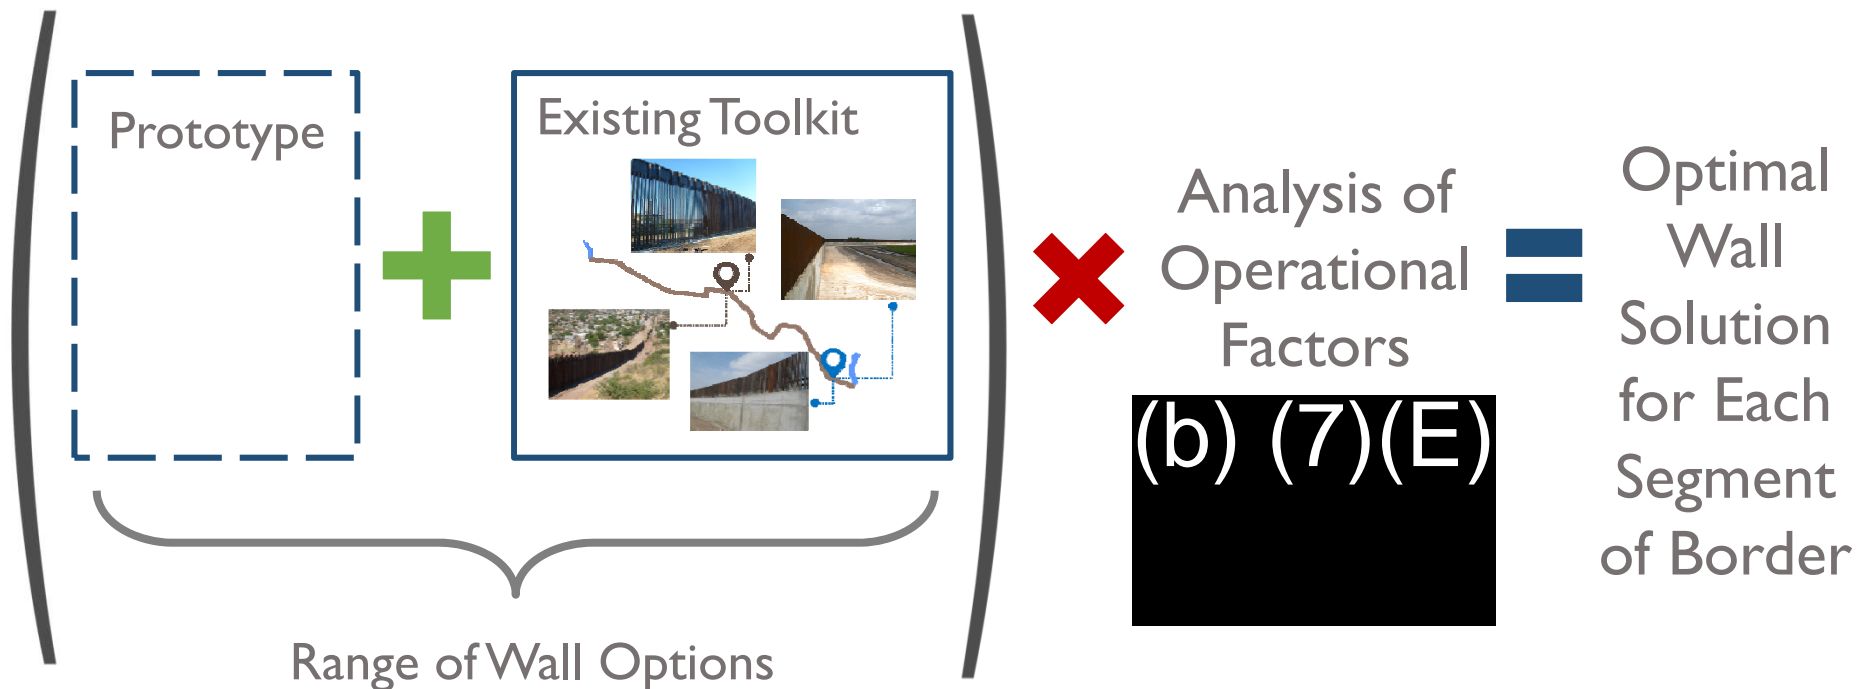 Prototype
Existing Toolkit
Range of Wall Options
Analysis of
Operational
Factors
(b) (7)(E)
Optimal
Wall
Solution
for Each
Segment
of Border